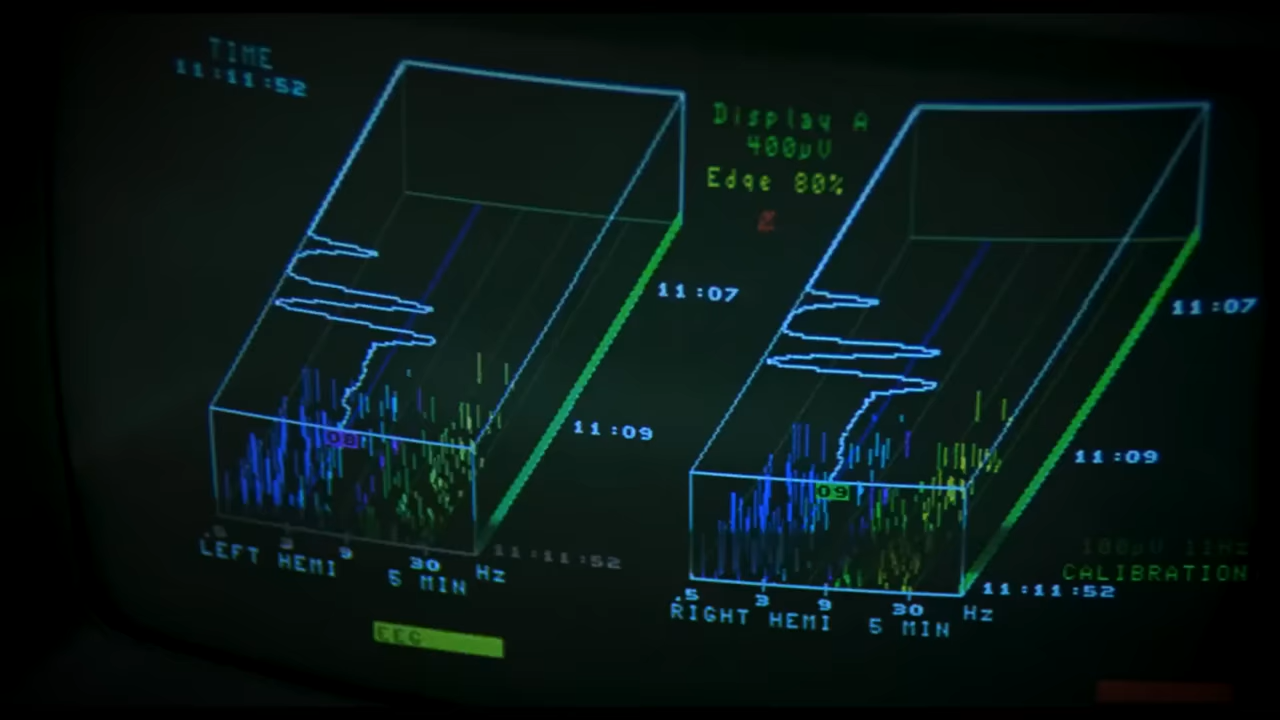 TIME
11:11:52
Display A
400µV
Edge 80%
Z
11:07
11:09
08
.5 3 9 30 Hz
LEFT HEMI 5 MIN
11:11:52
EEG
11:07
11:09
09
CALIBRATION
.5 3 9 30 Hz
RIGHT HEMI 5 MIN
11:11:52